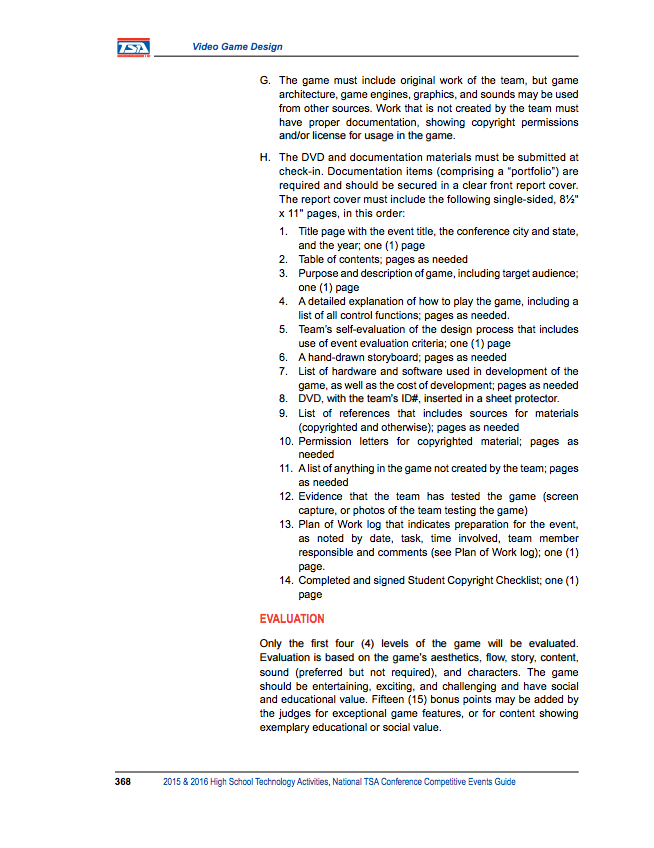 TSA
Video Game Design
G. The game must include original work of the team, but game
architecture, game engines, graphics, and sounds may be used
from other sources. Work that is not created by the team must
have proper documentation, showing copyright permissions
and/or license for usage in the game.
H. The DVD and documentation materials must be submitted at
check-in. Documentation items (comprising a “portfolio”) are
required and should be secured in a clear front report cover.
The report cover must include the following single-sided, 8½"
x 11" pages, in this order:
1. Title page with the event title, the conference city and state,
and the year; one (1) page
2. Table of contents; pages as needed
3. Purpose and description of game, including target audience;
one (1) page
4. A detailed explanation of how to play the game, including a
list of all control functions; pages as needed.
5. Team’s self-evaluation of the design process that includes
use of event evaluation criteria; one (1) page
6. A hand-drawn storyboard; pages as needed
7. List of hardware and software used in development of the
game, as well as the cost of development; pages as needed
8. DVD, with the team’s ID#, inserted in a sheet protector.
9. List of references that includes sources for materials
(copyrighted and otherwise); pages as needed
10. Permission letters for copyrighted material; pages as
needed
11. A list of anything in the game not created by the team; pages
as needed
12. Evidence that the team has tested the game (screen
capture, or photos of the team testing the game)
13. Plan of Work log that indicates preparation for the event,
as noted by date, task, time involved, team member
responsible and comments (see Plan of Work log); one (1)
page.
14. Completed and signed Student Copyright Checklist; one (1)
page
EVALUATION
Only the first four (4) levels of the game will be evaluated.
Evaluation is based on the game’s aesthetics, flow, story, content,
sound (preferred but not required), and characters. The game
should be entertaining, exciting, and challenging and have social
and educational value. Fifteen (15) bonus points may be added by
the judges for exceptional game features, or for content showing
exemplary educational or social value.
368 2015 & 2016 High School Technology Activities, National TSA Conference Competitive Events Guide